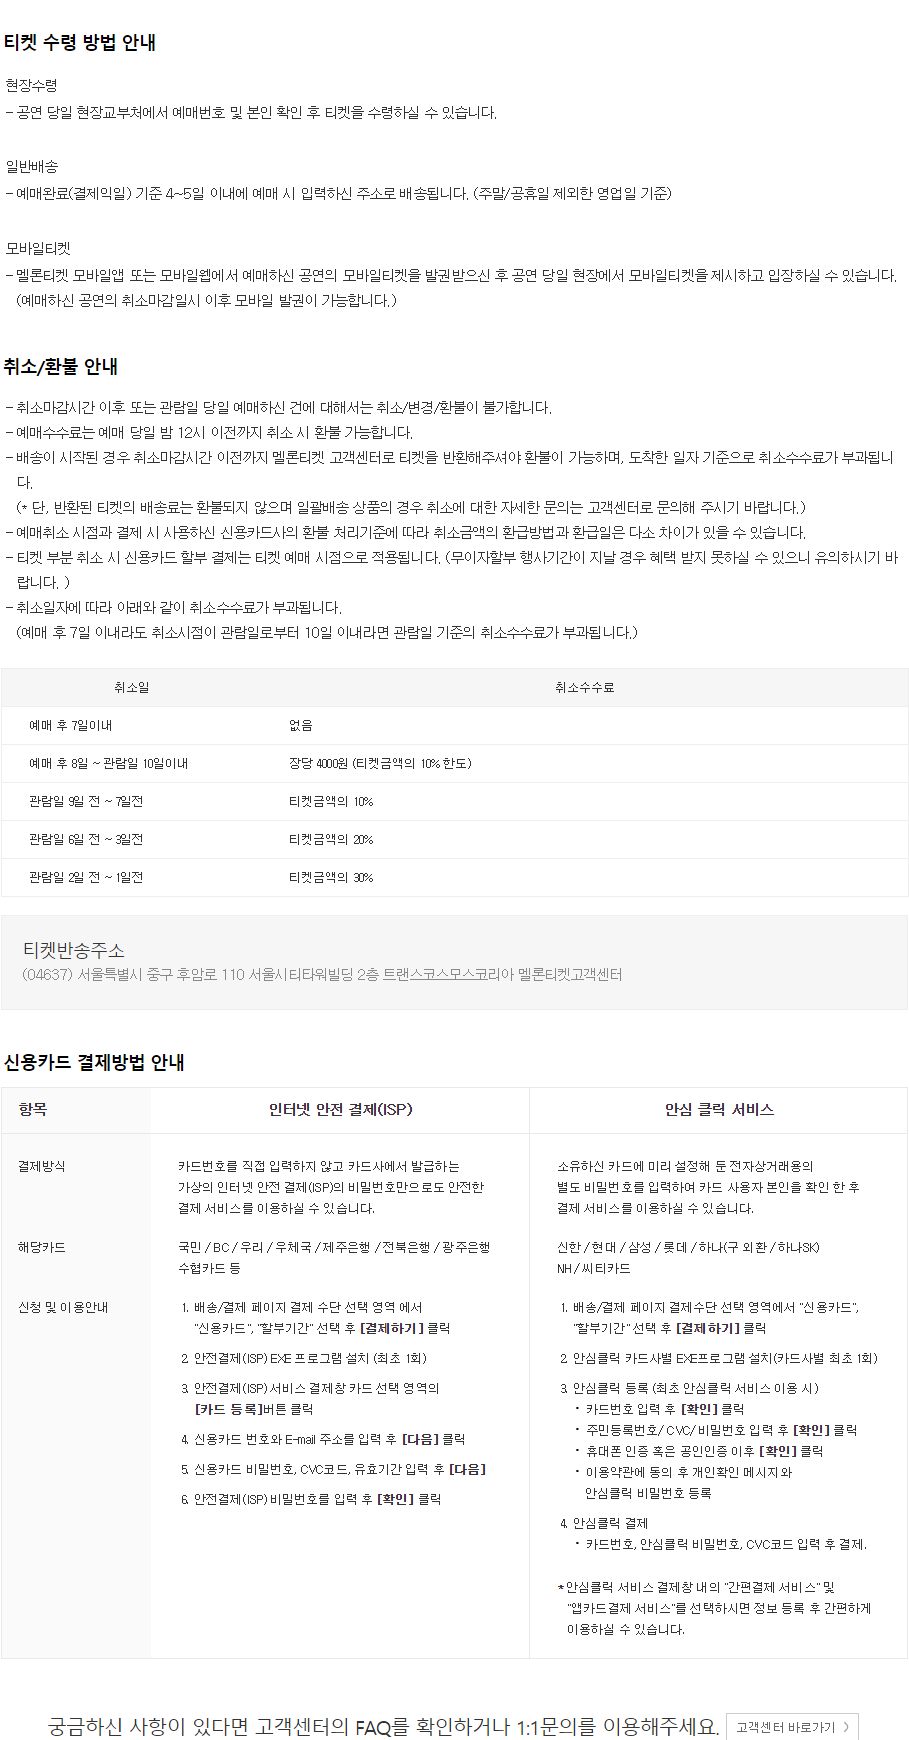 티켓 수령 방법 안내
현장수령
- 공연 당일 현장교부처에서 예매번호 및 본인 확인 후 티켓을 수령하실 수 있습니다.
일반배송
- 예매완료(결제익일) 기준 4~5일 이내에 예매 시 입력하신 주소로 배송됩니다. (주말/공휴일 제외한 영업일 기준)
모바일티켓
- 멜론티켓 모바일앱 또는 모바일웹에서 예매하신 공연의 모바일티켓을 발권받으신 후 공연 당일 현장에서 모바일티켓을 제시하고 입장하실 수 있습니다.
(예매하신 공연의 취소마감일시 이후 모바일 발권이 가능합니다.)
취소/환불 안내
- 취소마감시간 이후 또는 관람일 당일 예매하신 건에 대해서는 취소/변경/환불이 불가합니다.
- 예매수수료는 예매 당일 밤 12시 이전까지 취소 시 환불 가능합니다.
- 배송이 시작된 경우 취소마감시간 이전까지 멜론티켓 고객센터로 티켓을 반환해주셔야 환불이 가능하며, 도착한 일자 기준으로 취소수수료가 부과됩니
다.
(* 단, 반환된 티켓의 배송료는 환불되지 않으며 일괄배송 상품의 경우 취소에 대한 자세한 문의는 고객센터로 문의해 주시기 바랍니다.)
- 예매취소 시점과 결제 시 사용하신 신용카드사의 환불 처리기준에 따라 취소금액의 환급방법과 환급일은 다소 차이가 있을 수 있습니다.
- 티켓 부분 취소 시 신용카드 할부 결제는 티켓 예매 시점으로 적용됩니다. (무이자할부 행사기간이 지날 경우 혜택 받지 못하실 수 있으니 유의하시기 바
랍니다. )
- 취소일자에 따라 아래와 같이 취소수수료가 부과됩니다.
(예매 후 7일 이내라도 취소시점이 관람일로부터 10일 이내라면 관람일 기준의 취소수수료가 부과됩니다.)
취소일 취소수수료
예매 후 7일이내 없음
예매 후 8일 ~ 관람일 10일이내 장당 4000원 (티켓금액의 10% 한도)
관람일 9일 전 ~ 7일전 티켓금액의 10%
관람일 6일 전 ~ 3일전 티켓금액의 20%
관람일 2일 전 ~ 1일전 티켓금액의 30%
티켓반송주소
(04637) 서울특별시 중구 후암로 110 서울시티타워빌딩 2층 트랜스코스모스코리아 멜론티켓고객센터
신용카드 결제방법 안내
항목 인터넷 안전 결제(ISP) 안심 클릭 서비스
결제방식
카드번호를 직접 입력하지 않고 카드사에서 발급하는
가상의 인터넷 안전 결제(ISP)의 비밀번호만으로도 안전한
결제 서비스를 이용하실 수 있습니다.
소유하신 카드에 미리 설정해 둔 전자상거래용의
별도 비밀번호를 입력하여 카드 사용자 본인을 확인 한 후
결제 서비스를 이용하실 수 있습니다.
해당카드
국민 / BC / 우리 / 우체국 / 제주은행 / 전북은행 / 광주은행
수협카드 등
신한 / 현대 / 삼성 / 롯데 / 하나(구 외환 / 하나SK)
NH / 씨티카드
신청 및 이용안내
1. 배송/결제 페이지 결제 수단 선택 영역 에서
"신용카드", "할부기간" 선택 후 [결제하기] 클릭
2. 안전결제(ISP) EXE 프로그램 설치 (최초 1회)
3. 안전결제(ISP) 서비스 결제창 카드 선택 영역의
[카드 등록]버튼 클릭
4. 신용카드 번호와 E-mail 주소를 입력 후 [다음] 클릭
5. 신용카드 비밀번호, CVC코드, 유효기간 입력 후 [다음]
6. 안전결제(ISP) 비밀번호를 입력 후 [확인] 클릭
1. 배송/결제 페이지 결제수단 선택 영역에서 "신용카드",
"할부기간" 선택 후 [결제하기] 클릭
2. 안심클릭 카드사별 EXE프로그램 설치(카드사별 최초 1회)
3. 안심클릭 등록 (최초 안심클릭 서비스 이용 시)
· 카드번호 입력 후 [확인] 클릭
· 주민등록번호/ CVC/ 비밀번호 입력 후 [확인] 클릭
· 휴대폰 인증 혹은 공인인증 이후 [확인] 클릭
· 이용약관에 동의 후 개인확인 메시지와
안심클릭 비밀번호 등록
4. 안심클릭 결제
· 카드번호, 안심클릭 비밀번호, CVC코드 입력 후 결제.
* 안심클릭 서비스 결제창 내의 "간편결제 서비스" 및
"앱카드결제 서비스"를 선택하시면 정보 등록 후 간편하게
이용하실 수 있습니다.
궁금하신 사항이 있다면 고객센터의 FAQ를 확인하거나 1:1문의를 이용해주세요. 고객센터 바로가기 >